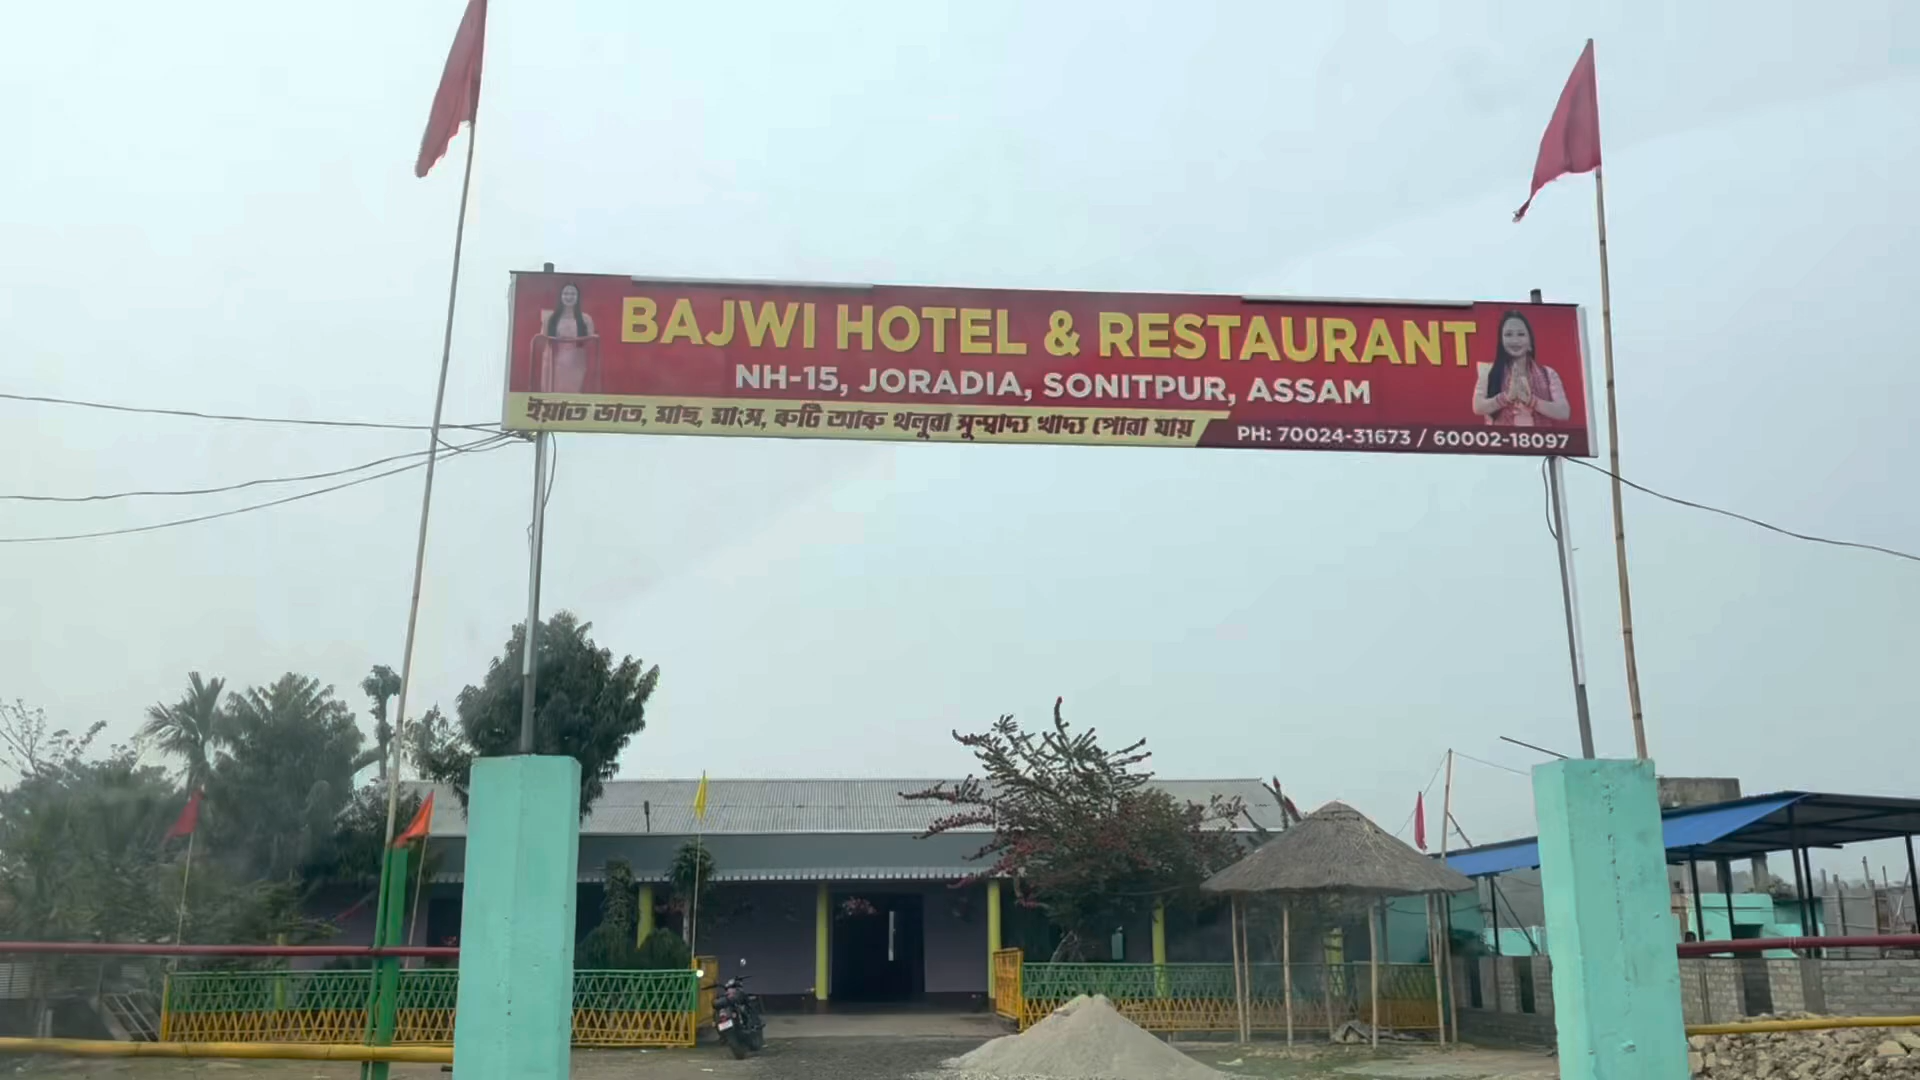 BAJWI HOTEL & RESTAURANT
NH-15, JORADIA, SONITPUR, ASSAM
ইয়াত ভাত, মাছ, মাংস, ৰুটি আৰু থলুৱা সুস্বাদ্য খাদ্য পোৱা যায়
PH: 70024-31673 / 60002-18097